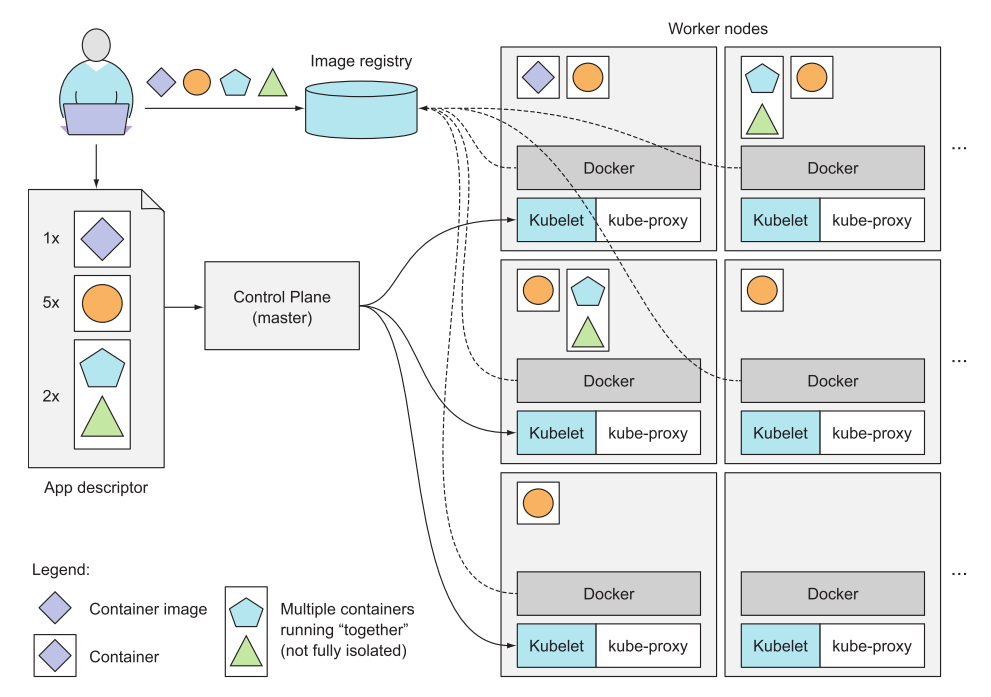 Worker nodes
Image registry
Docker
Kubelet
kube-proxy
Docker
Kubelet
kube-proxy
...
1x
5x
2x
App descriptor
Control Plane
(master)
Docker
Kubelet
kube-proxy
Docker
Kubelet
kube-proxy
...
Docker
Kubelet
kube-proxy
Docker
Kubelet
kube-proxy
...
Legend:
Container image
Container
Multiple containers
running “together”
(not fully isolated)